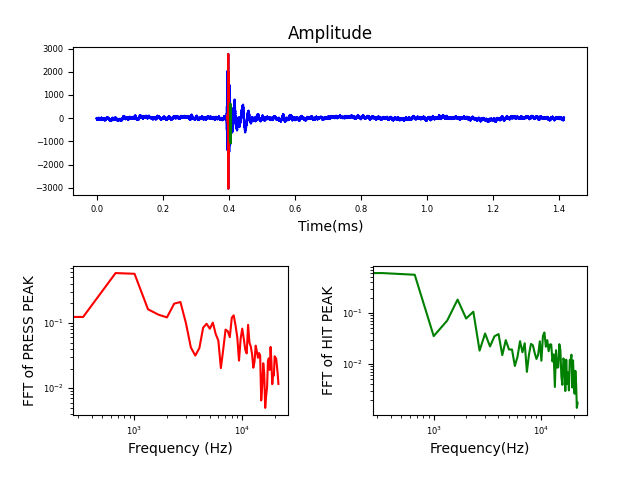 Amplitude
3000
2000
1000
0
−1000
−2000
−3000
0.0 0.2 0.4 0.6 0.8 1.0 1.2 1.4
Time(ms)
FFT of PRESS PEAK
10⁻¹
10⁻²
10³ 10⁴
Frequency (Hz)
FFT of HIT PEAK
10⁻¹
10⁻²
10³ 10⁴
Frequency(Hz)